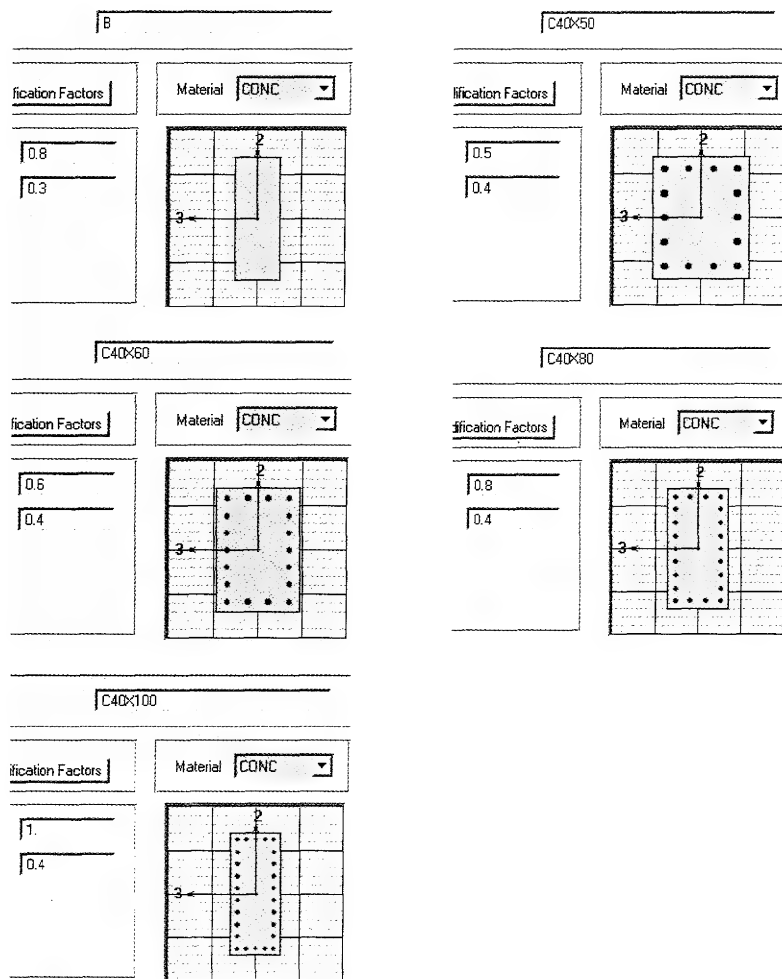 B
ification Factors
Material CONC
0.8
0.3
2
3
C40X50
ification Factors
Material CONC
0.5
0.4
2
3
C40X60
ification Factors
Material CONC
0.6
0.4
2
3
C40X80
ification Factors
Material CONC
0.8
0.4
2
3
C40X100
ification Factors
Material CONC
1.
0.4
2
3